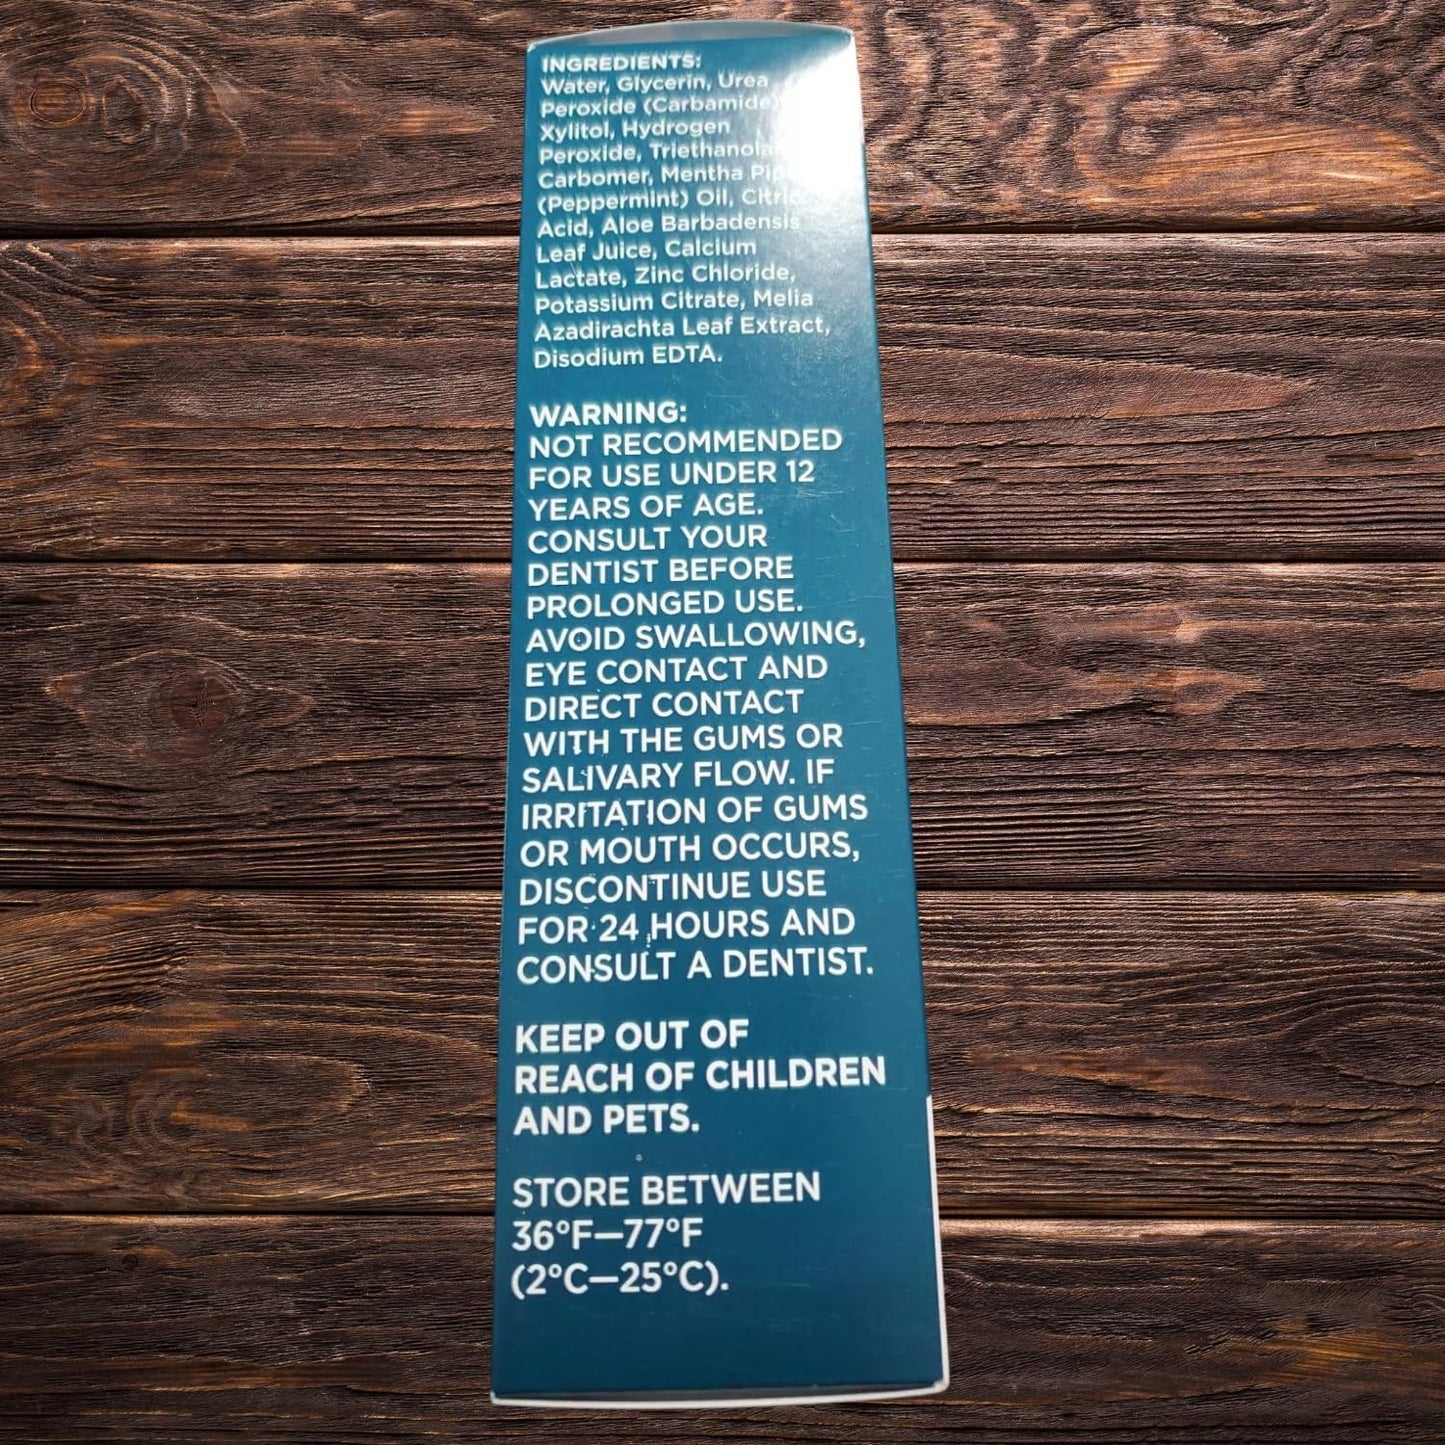 INGREDIENTS:
Water, Glycerin, Urea
Peroxide (Carbamide)
Xylitol, Hydrogen
Peroxide,
Carbomer, Mentha
(Peppermint) Oil, Citric
Acid, Aloe Barbadensis
Leaf Juice, Calcium
Lactate, Zinc Chloride,
Potassium Citrate, Melia
Azadirachta Leaf Extract,
Disodium EDTA.
WARNING:
NOT RECOMMENDED
FOR USE UNDER 12
YEARS OF AGE.
CONSULT YOUR
DENTIST BEFORE
PROLONGED USE.
AVOID SWALLOWING,
EYE CONTACT AND
DIRECT CONTACT
WITH THE GUMS OR
SALIVARY FLOW. IF
IRRITATION OF GUMS
OR MOUTH OCCURS,
DISCONTINUE USE
FOR 24 HOURS AND
CONSULT A DENTIST.
KEEP OUT OF
REACH OF CHILDREN
AND PETS.
STORE BETWEEN
36°F—77°F
(2°C—25°C).